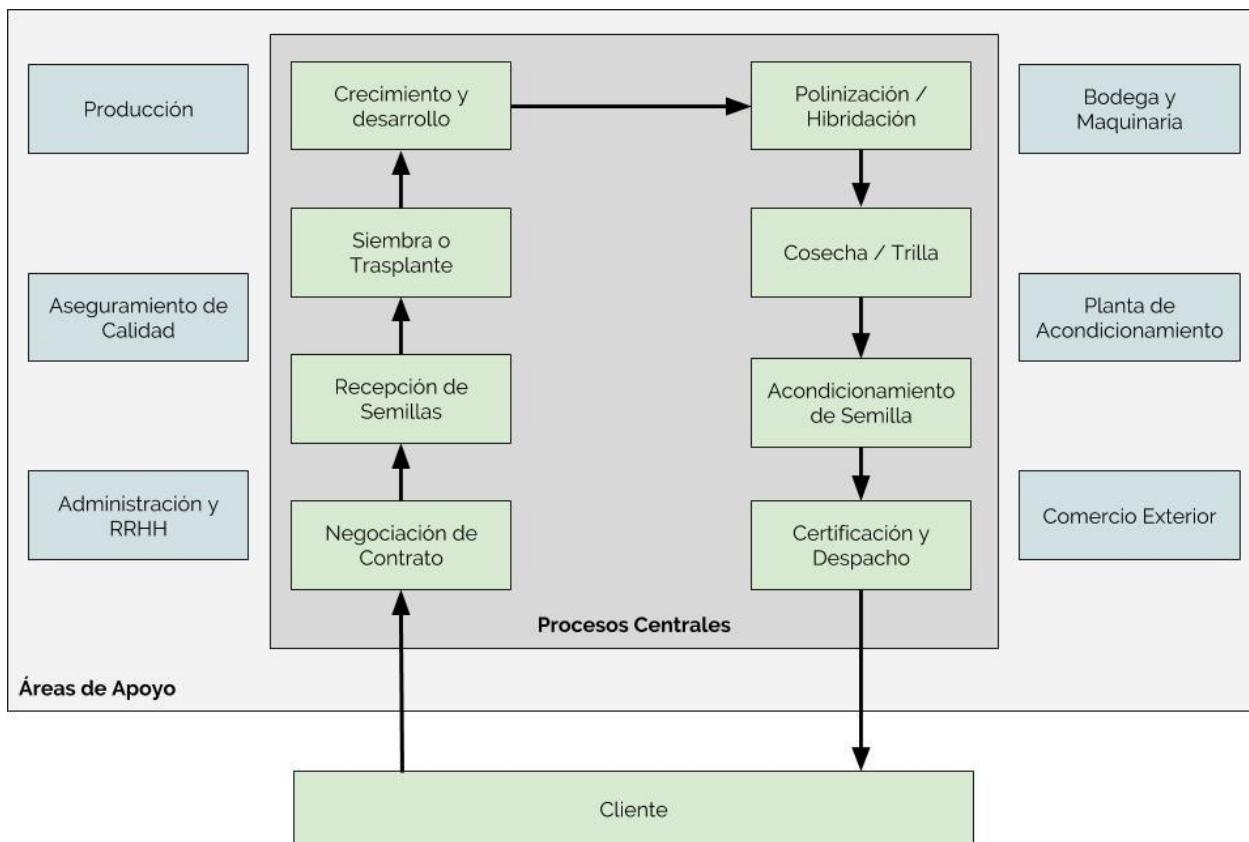 Producción
Crecimiento y
desarrollo
Polinización /
Hibridación
Bodega y
Maquinaria
Siembra o
Trasplante
Cosecha / Trilla
Aseguramiento de
Calidad
Planta de
Acondicionamiento
Recepción de
Semillas
Acondicionamiento
de Semilla
Administración y
RRHH
Negociación de
Contrato
Certificación y
Despacho
Comercio Exterior
Procesos Centrales
Áreas de Apoyo
Cliente